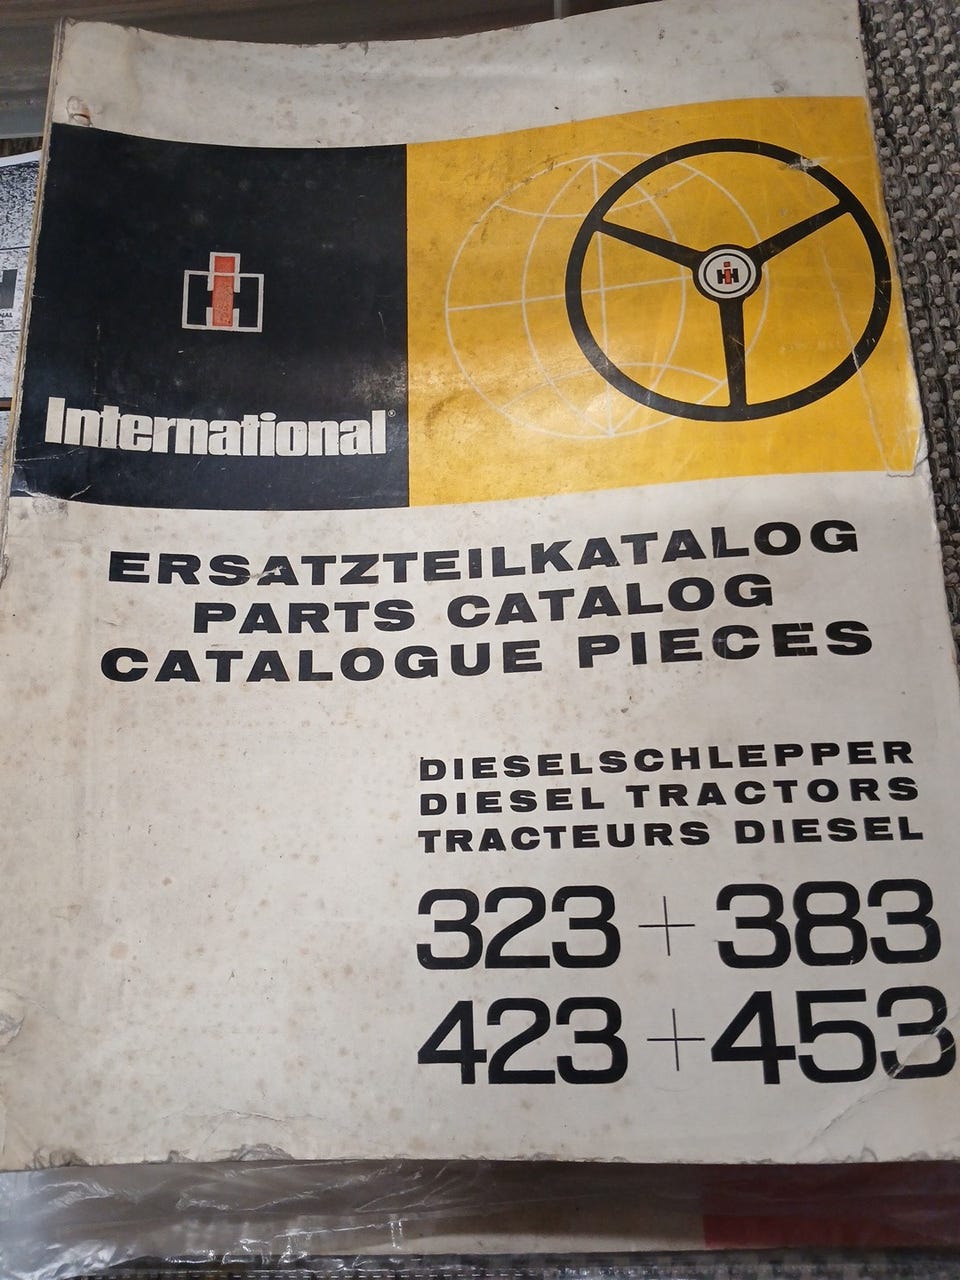 International®
ERSATZTEILKATALOG
PARTS CATALOG
CATALOGUE PIECES
DIESELSCHLEPPER
DIESEL TRACTORS
TRACTEURS DIESEL
323 + 383
423 + 453